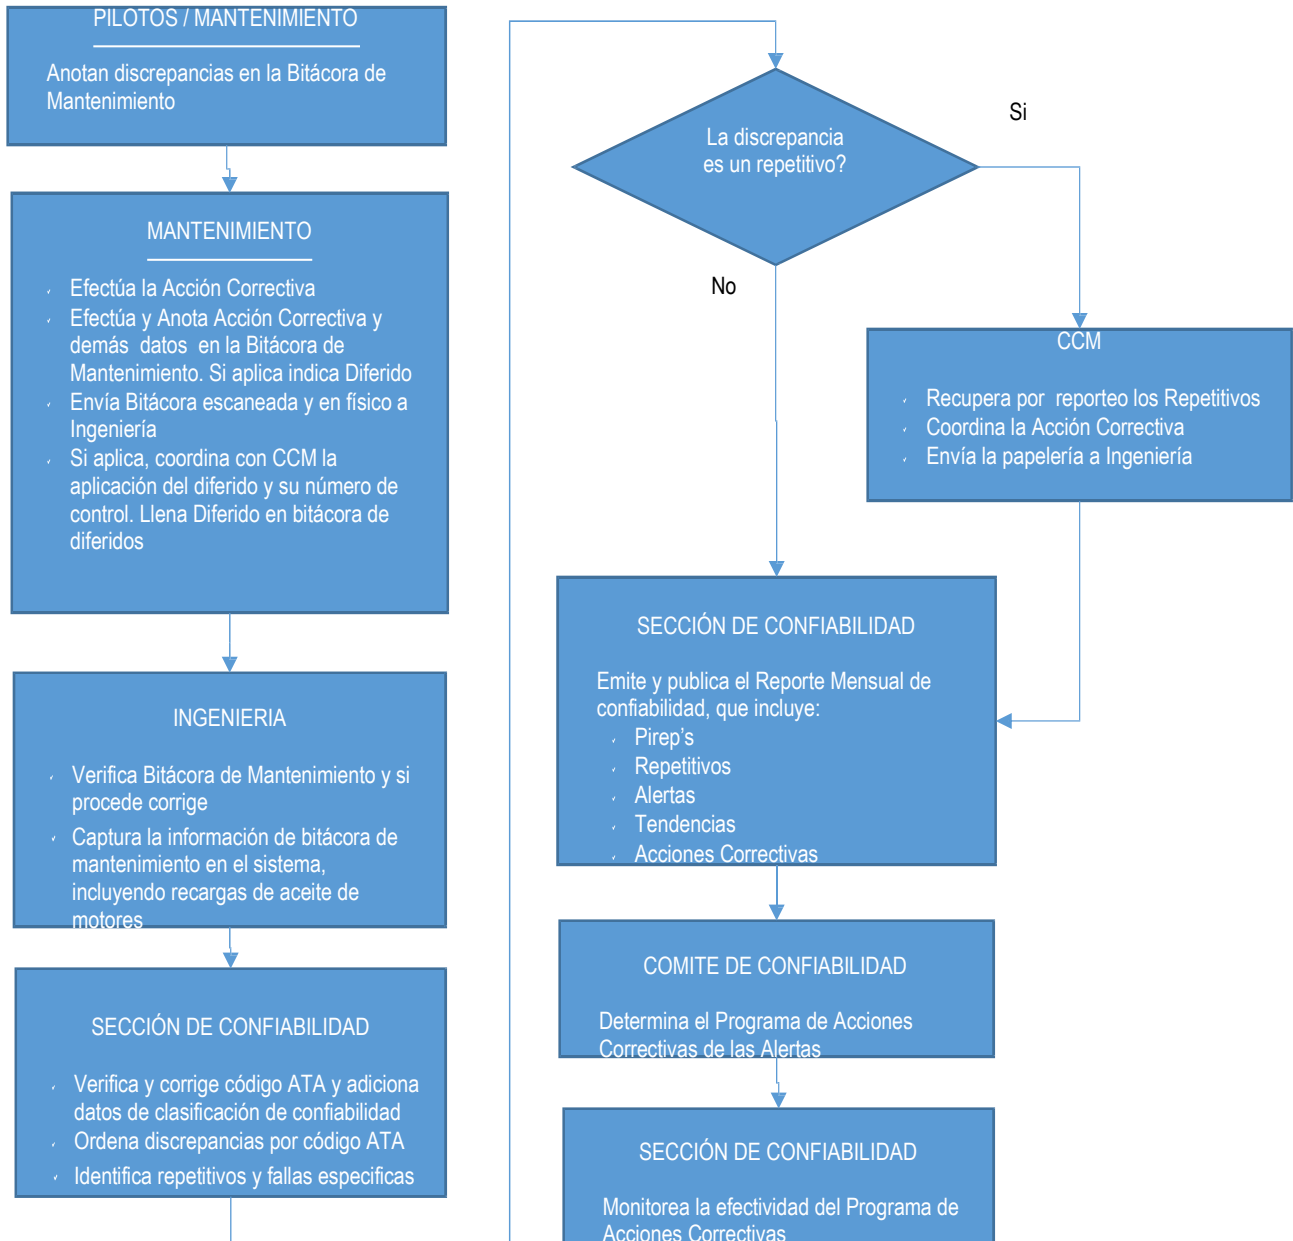 PILOTOS / MANTENIMIENTO
Anotan discrepancias en la Bitácora de
Mantenimiento
MANTENIMIENTO
Efectúa la Acción Correctiva
Efectúa y Anota Acción Correctiva y
demás datos en la Bitácora de
Mantenimiento. Si aplica indica Diferido
Envía Bitácora escaneada y en físico a
Ingeniería
Si aplica, coordina con CCM la
aplicación del diferido y su número de
control. Llena Diferido en bitácora de
diferidos
INGENIERIA
Verifica Bitácora de Mantenimiento y si
procede corrige
Captura la información de bitácora de
mantenimiento en el sistema,
incluyendo recargas de aceite de
motores
SECCIÓN DE CONFIABILIDAD
Verifica y corrige código ATA y adiciona
datos de clasificación de confiabilidad
Ordena discrepancias por código ATA
Identifica repetitivos y fallas especificas
La discrepancia
es un repetitivo?
Si
No
CCM
Recupera por reporteo los Repetitivos
Coordina la Acción Correctiva
Envía la papelería a Ingeniería
SECCIÓN DE CONFIABILIDAD
Emite y publica el Reporte Mensual de
confiabilidad, que incluye:
Pirep's
Repetitivos
Alertas
Tendencias
Acciones Correctivas
COMITE DE CONFIABILIDAD
Determina el Programa de Acciones
Correctivas de las Alertas
SECCIÓN DE CONFIABILIDAD
Monitorea la efectividad del Programa de
Acciones Correctivas